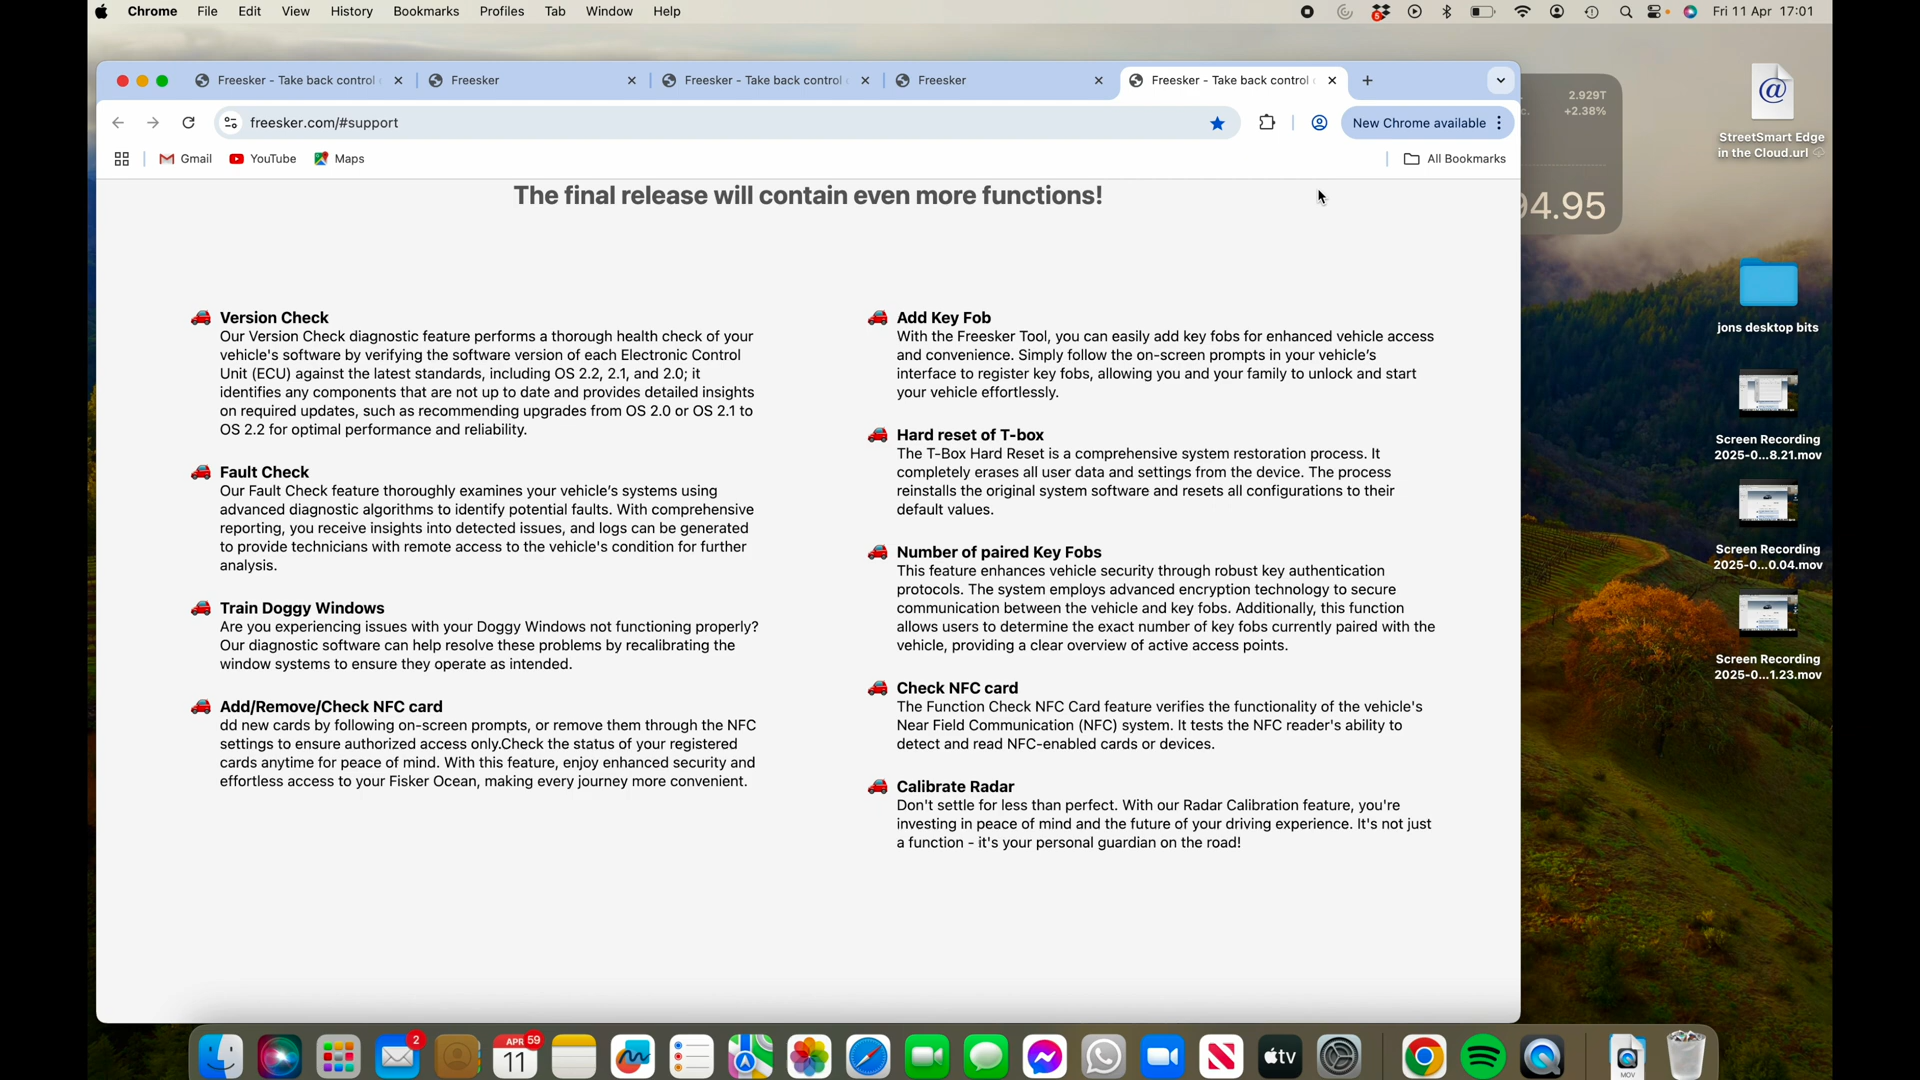 Chrome File Edit View History Bookmarks Profiles Tab Window Help
5
Fri 11 Apr 17:01
Freesker - Take back control
Freesker
Freesker - Take back control
Freesker
Freesker - Take back control
freesker.com/#support
New Chrome available
Gmail YouTube Maps
All Bookmarks
2.929T
+2.38%
94.95
The final release will contain even more functions!
Version Check
Our Version Check diagnostic feature performs a thorough health check of your
vehicle's software by verifying the software version of each Electronic Control
Unit (ECU) against the latest standards, including OS 2.2, 2.1, and 2.0; it
identifies any components that are not up to date and provides detailed insights
on required updates, such as recommending upgrades from OS 2.0 or OS 2.1 to
OS 2.2 for optimal performance and reliability.
Fault Check
Our Fault Check feature thoroughly examines your vehicle's systems using
advanced diagnostic algorithms to identify potential faults. With comprehensive
reporting, you receive insights into detected issues, and logs can be generated
to provide technicians with remote access to the vehicle's condition for further
analysis.
Train Doggy Windows
Are you experiencing issues with your Doggy Windows not functioning properly?
Our diagnostic software can help resolve these problems by recalibrating the
window systems to ensure they operate as intended.
Add/Remove/Check NFC card
dd new cards by following on-screen prompts, or remove them through the NFC
settings to ensure authorized access only.Check the status of your registered
cards anytime for peace of mind. With this feature, enjoy enhanced security and
effortless access to your Fisker Ocean, making every journey more convenient.
Add Key Fob
With the Freesker Tool, you can easily add key fobs for enhanced vehicle access
and convenience. Simply follow the on-screen prompts in your vehicle's
interface to register key fobs, allowing you and your family to unlock and start
your vehicle effortlessly.
Hard reset of T-box
The T-Box Hard Reset is a comprehensive system restoration process. It
completely erases all user data and settings from the device. The process
reinstalls the original system software and resets all configurations to their
default values.
Number of paired Key Fobs
This feature enhances vehicle security through robust key authentication
protocols. The system employs advanced encryption technology to secure
communication between the vehicle and key fobs. Additionally, this function
allows users to determine the exact number of key fobs currently paired with the
vehicle, providing a clear overview of active access points.
Check NFC card
The Function Check NFC Card feature verifies the functionality of the vehicle's
Near Field Communication (NFC) system. It tests the NFC reader's ability to
detect and read NFC-enabled cards or devices.
Calibrate Radar
Don't settle for less than perfect. With our Radar Calibration feature, you're
investing in peace of mind and the future of your driving experience. It's not just
a function - it's your personal guardian on the road!
@
StreetSmart Edge
in the Cloud.url
jons desktop bits
Screen Recording
2025-0...8.21.mov
Screen Recording
2025-0...0.04.mov
Screen Recording
2025-0...1.23.mov
2
APR 59
11
tv
MOV